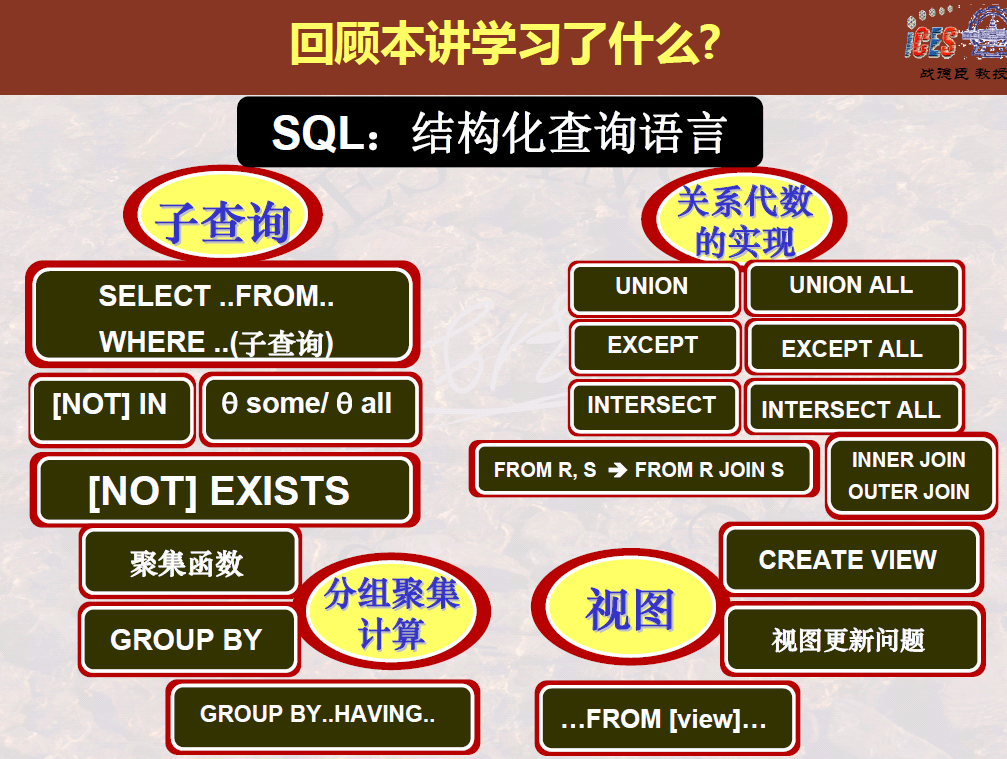 回顾本讲学习了什么?
ICES
战德臣 教授
SQL：结构化查询语言
子查询
SELECT ..FROM..
WHERE ..(子查询)
[NOT] IN
θ some/ θ all
[NOT] EXISTS
聚集函数
GROUP BY
分组聚集
计算
GROUP BY..HAVING..
关系代数
的实现
UNION
UNION ALL
EXCEPT
EXCEPT ALL
INTERSECT
INTERSECT ALL
FROM R, S ➔ FROM R JOIN S
INNER JOIN
OUTER JOIN
视图
CREATE VIEW
视图更新问题
…FROM [view]…